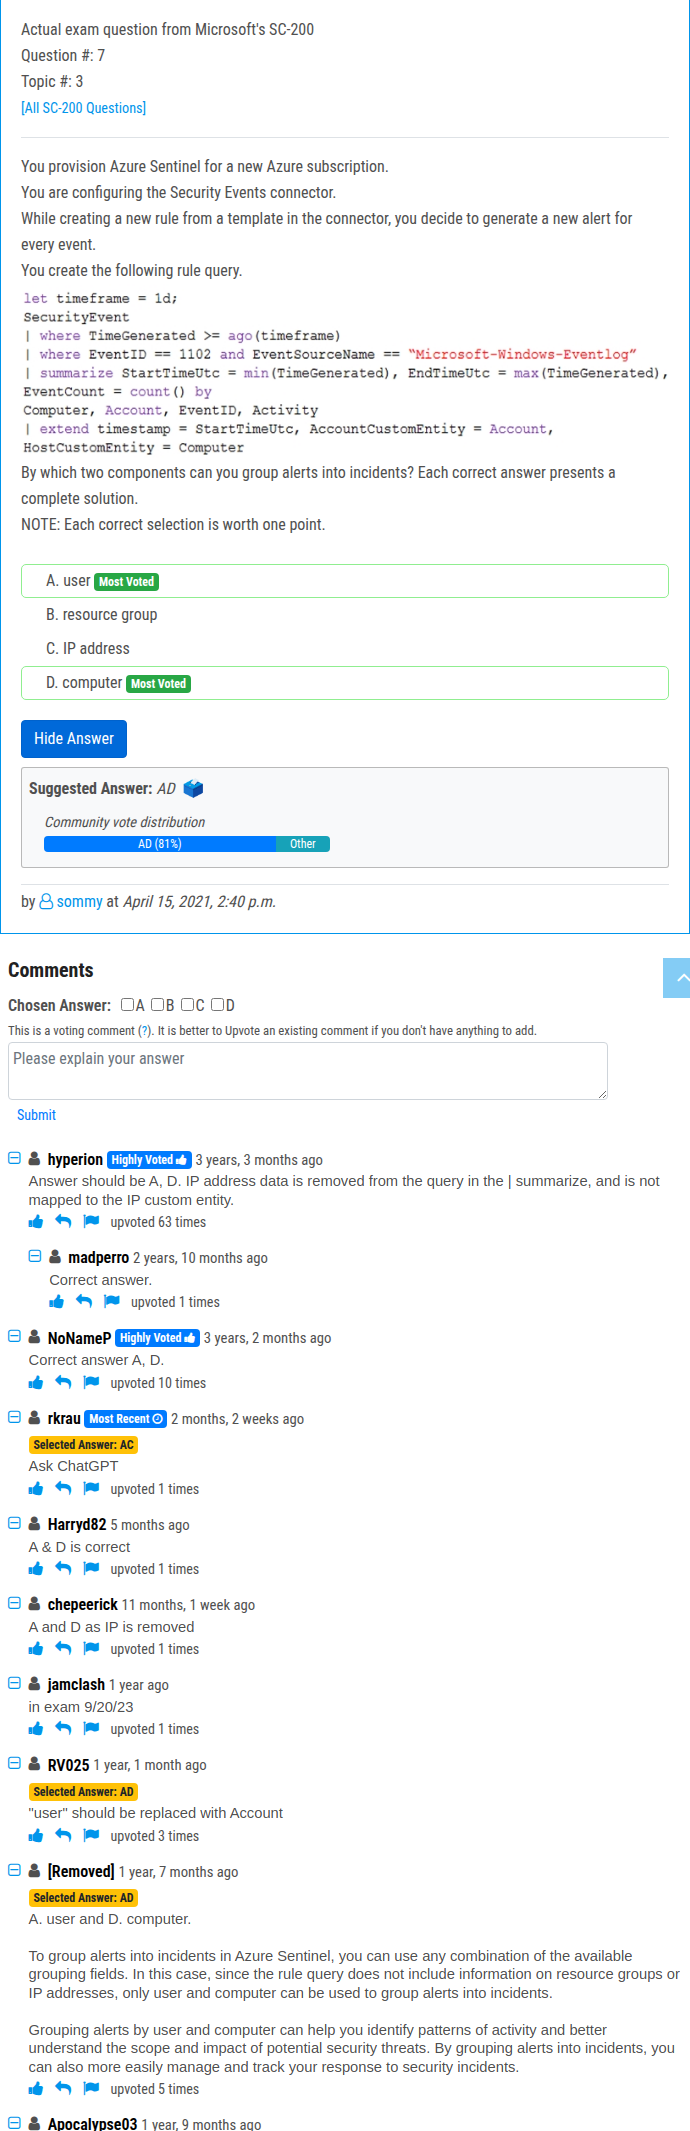 Actual exam question from Microsoft's SC-200
Question #: 7
Topic #: 3
[All SC-200 Questions]
You provision Azure Sentinel for a new Azure subscription.
You are configuring the Security Events connector.
While creating a new rule from a template in the connector, you decide to generate a new alert for
every event.
You create the following rule query.
let timeframe = 1d;
SecurityEvent
| where TimeGenerated >= ago(timeframe)
| where EventID == 1102 and EventSourceName == “Microsoft-Windows-Eventlog”
| summarize StartTimeUtc = min(TimeGenerated), EndTimeUtc = max(TimeGenerated),
EventCount = count() by
Computer, Account, EventID, Activity
| extend timestamp = StartTimeUtc, AccountCustomEntity = Account,
HostCustomEntity = Computer
By which two components can you group alerts into incidents? Each correct answer presents a
complete solution.
NOTE: Each correct selection is worth one point.
A. user Most Voted
B. resource group
C. IP address
D. computer Most Voted
Hide Answer
Suggested Answer: AD
Community vote distribution
AD (81%) Other
by sommy at April 15, 2021, 2:40 p.m.
Comments
Chosen Answer: A B C D
This is a voting comment (?). It is better to Upvote an existing comment if you don't have anything to add.
Please explain your answer
Submit
hyperion Highly Voted 3 years, 3 months ago
Answer should be A, D. IP address data is removed from the query in the | summarize, and is not
mapped to the IP custom entity.
upvoted 63 times
madperro 2 years, 10 months ago
Correct answer.
upvoted 1 times
NoNameP Highly Voted 3 years, 2 months ago
Correct answer A, D.
upvoted 10 times
rkrau Most Recent 2 months, 2 weeks ago
Selected Answer: AC
Ask ChatGPT
upvoted 1 times
Harryd82 5 months ago
A & D is correct
upvoted 1 times
chepeerick 11 months, 1 week ago
A and D as IP is removed
upvoted 1 times
jamclash 1 year ago
in exam 9/20/23
upvoted 1 times
RV025 1 year, 1 month ago
Selected Answer: AD
"user" should be replaced with Account
upvoted 3 times
[Removed] 1 year, 7 months ago
Selected Answer: AD
A. user and D. computer.
To group alerts into incidents in Azure Sentinel, you can use any combination of the available
grouping fields. In this case, since the rule query does not include information on resource groups or
IP addresses, only user and computer can be used to group alerts into incidents.
Grouping alerts by user and computer can help you identify patterns of activity and better
understand the scope and impact of potential security threats. By grouping alerts into incidents, you
can also more easily manage and track your response to security incidents.
upvoted 5 times
Apocalypse03 1 year, 9 months ago